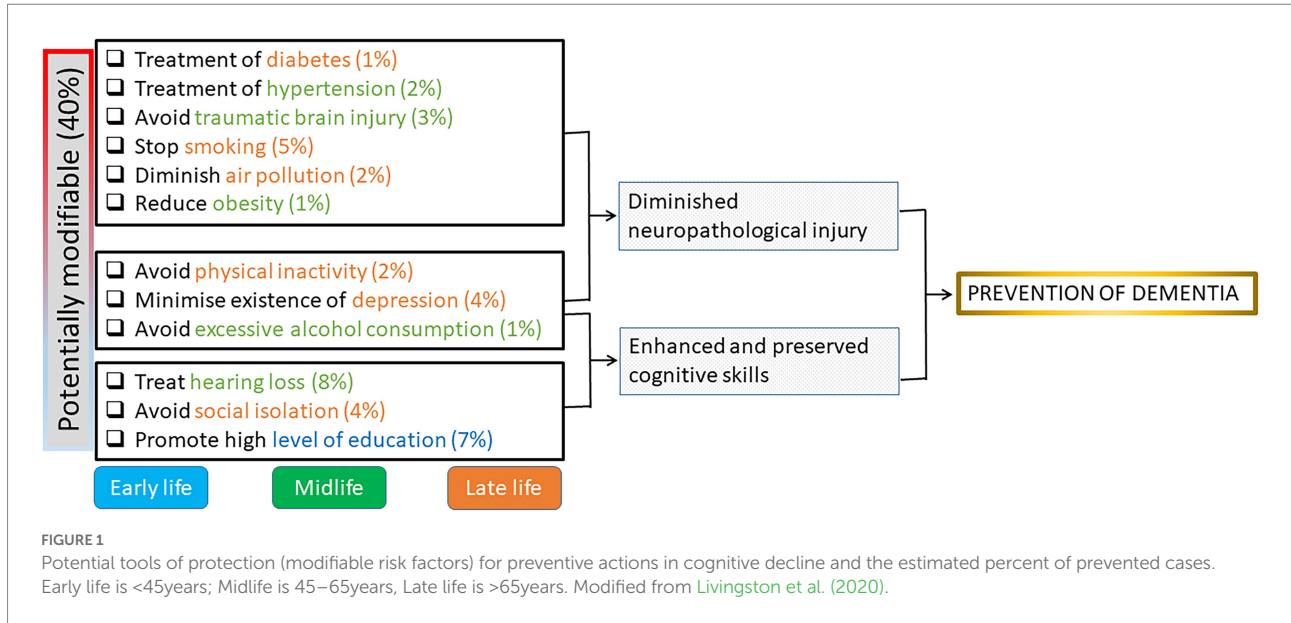 Potentially modifiable (40%)
❑ Treatment of diabetes (1%)
❑ Treatment of hypertension (2%)
❑ Avoid traumatic brain injury (3%)
❑ Stop smoking (5%)
❑ Diminish air pollution (2%)
❑ Reduce obesity (1%)
❑ Avoid physical inactivity (2%)
❑ Minimise existence of depression (4%)
❑ Avoid excessive alcohol consumption (1%)
❑ Treat hearing loss (8%)
❑ Avoid social isolation (4%)
❑ Promote high level of education (7%)
Diminished
neuropathological injury
Enhanced and preserved
cognitive skills
PREVENTION OF DEMENTIA
Early life
Midlife
Late life
FIGURE 1
Potential tools of protection (modifiable risk factors) for preventive actions in cognitive decline and the estimated percent of prevented cases.
Early life is <45years; Midlife is 45–65years, Late life is >65years. Modified from Livingston et al. (2020).